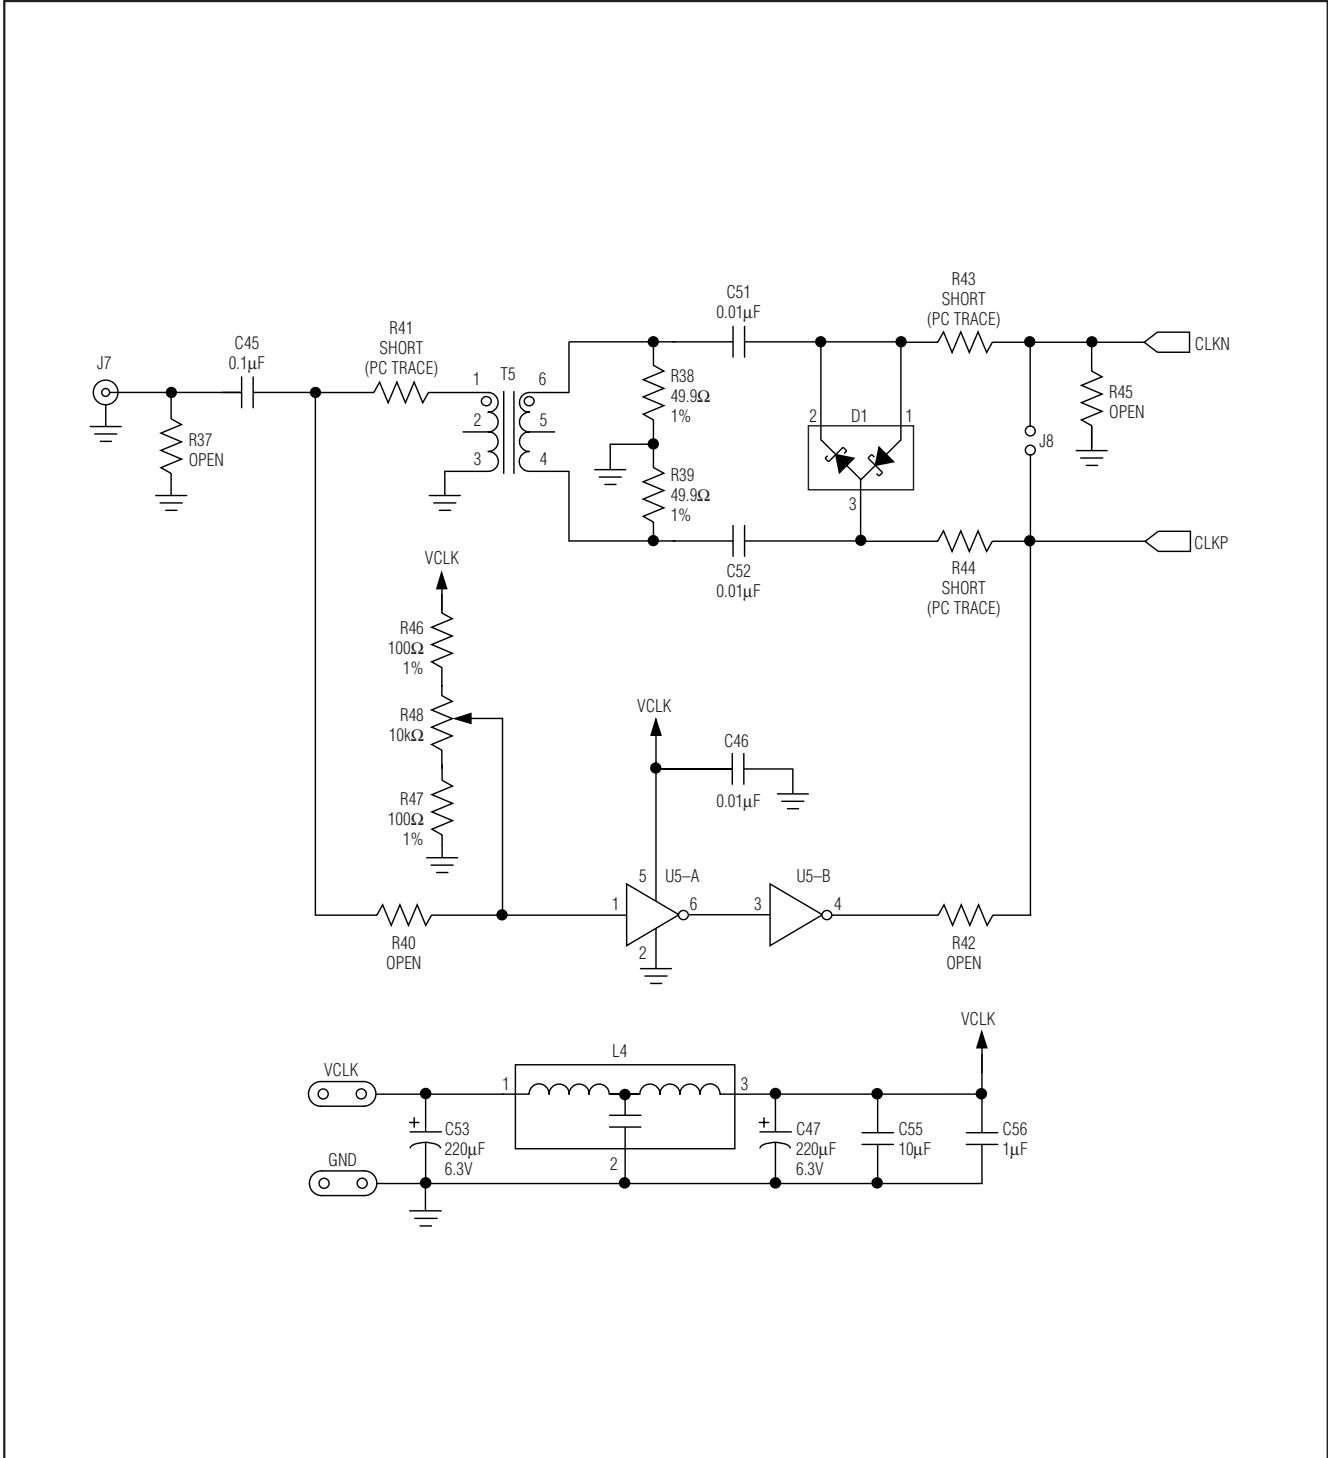 J7
R37
OPEN
C45
0.1µF
R41
SHORT
(PC TRACE)
T5
1
2
3
6
5
4
R38
49.9Ω
1%
R39
49.9Ω
1%
C51
0.01µF
C52
0.01µF
D1
2
1
3
R43
SHORT
(PC TRACE)
R44
SHORT
(PC TRACE)
J8
R45
OPEN
CLKN
CLKP
VCLK
R46
100Ω
1%
R48
10kΩ
R47
100Ω
1%
R40
OPEN
VCLK
C46
0.01µF
U5–A
5
1
6
2
U5–B
3
4
R42
OPEN
VCLK
GND
C53
220µF
6.3V
+
L4
1
2
3
+
C47
220µF
6.3V
C55
10µF
C56
1µF
VCLK